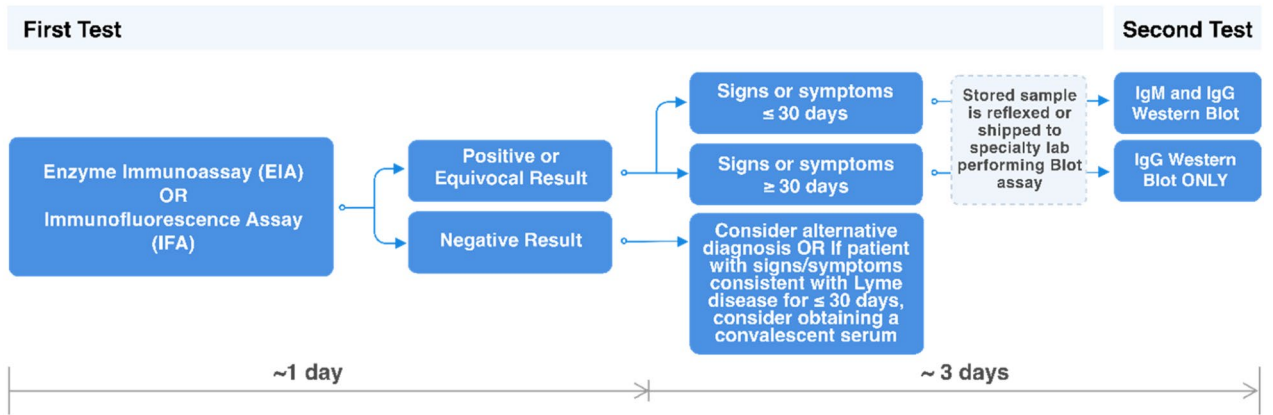 First Test
Second Test
Enzyme Immunoassay (EIA)
OR
Immunofluorescence Assay
(IFA)
Positive or
Equivocal Result
Negative Result
Signs or symptoms
≤ 30 days
Signs or symptoms
≥ 30 days
Consider alternative
diagnosis OR If patient
with signs/symptoms
consistent with Lyme
disease for ≤ 30 days,
consider obtaining a
convalescent serum
Stored sample
is reflexed or
shipped to
specialty lab
performing Blot
assay
IgM and IgG
Western Blot
IgG Western
Blot ONLY
~1 day
~ 3 days